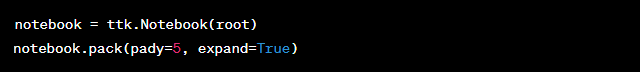 notebook = ttk.Notebook(root)
notebook.pack(pady=5, expand=True)